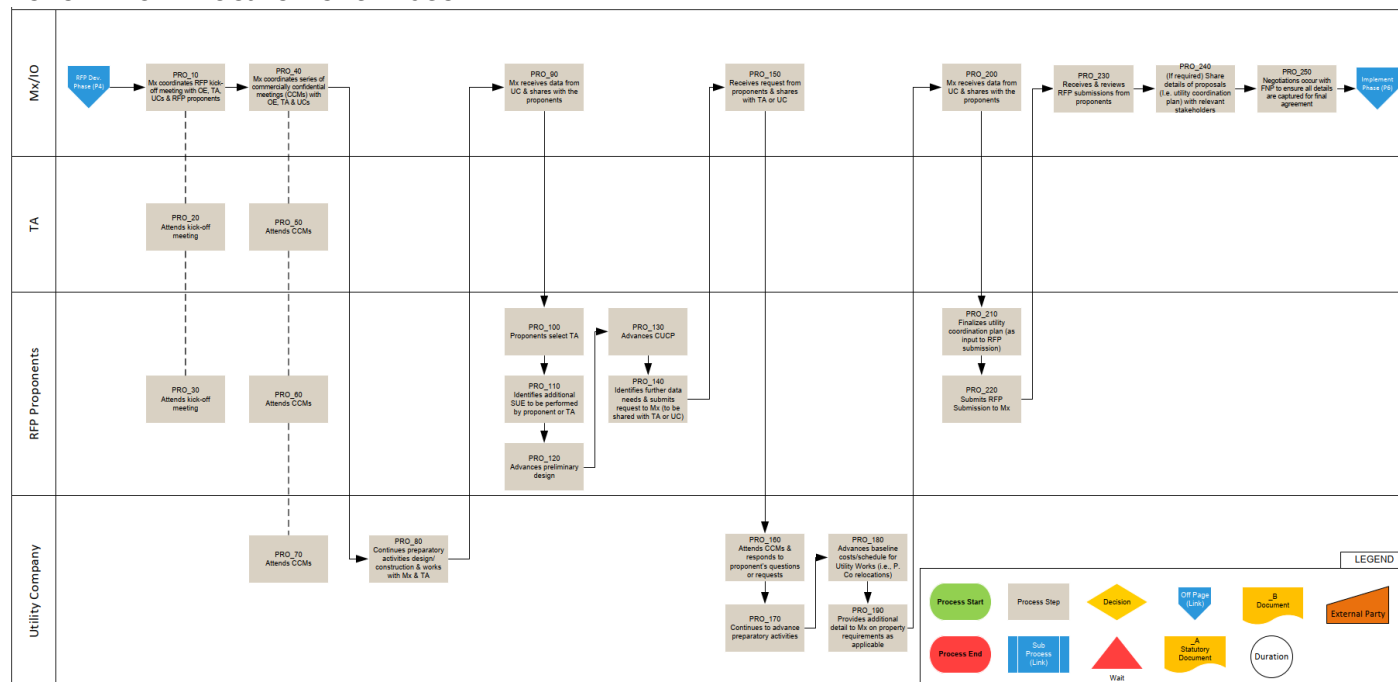 Mx/IO
RFP Dev.
Phase (P4)
PRO_10
Mx coordinates RFP kick-
off meeting with OE, TA,
UCs & RFP proponents
PRO_40
Mx coordinates series of
commercially confidential
meetings (CCMs) with
OE, TA & UCs
PRO_90
Mx receives data from
UC & shares with the
proponents
PRO_150
Receives request from
proponents & shares
with TA or UC
PRO_200
Mx receives data from
UC & shares with the
proponents
PRO_230
Receives & reviews
RFP submissions from
proponents
PRO_240
(If required) Share
details of proposals
(i.e. utility coordination
plan) with relevant
stakeholders
PRO_250
Negotiations occur with
FNP to ensure all details
are captured for final
agreement
Implement
Phase (P6)
TA
PRO_20
Attends kick-off
meeting
PRO_50
Attends CCMs
RFP Proponents
PRO_30
Attends kick-off
meeting
PRO_60
Attends CCMs
PRO_100
Proponents select TA
PRO_110
Identifies additional
SUE to be performed
by proponent or TA
PRO_120
Advances preliminary
design
PRO_130
Advances CUCP
PRO_140
Identifies further data
needs & submits
request to Mx (to be
shared with TA or UC)
PRO_210
Finalizes utility
coordination plan (as
input to RFP
submission)
PRO_220
Submits RFP
Submission to Mx
Utility Company
PRO_70
Attends CCMs
PRO_80
Continues preparatory
activities design/
construction & works
with Mx & TA
PRO_160
Attends CCMs &
responds to
proponent's questions
or requests
PRO_170
Continues to advance
preparatory activities
PRO_180
Advances baseline
costs/schedule for
Utility Works (i.e., P.
Co relocations)
PRO_190
Provides additional
detail to Mx on property
requirements as
applicable
LEGEND
Process Start
Process Step
Decision
Off Page
(Link)
_B
Document
External Party
Process End
Sub
Process
(Link)
Wait
_A
Statutory
Document
Duration